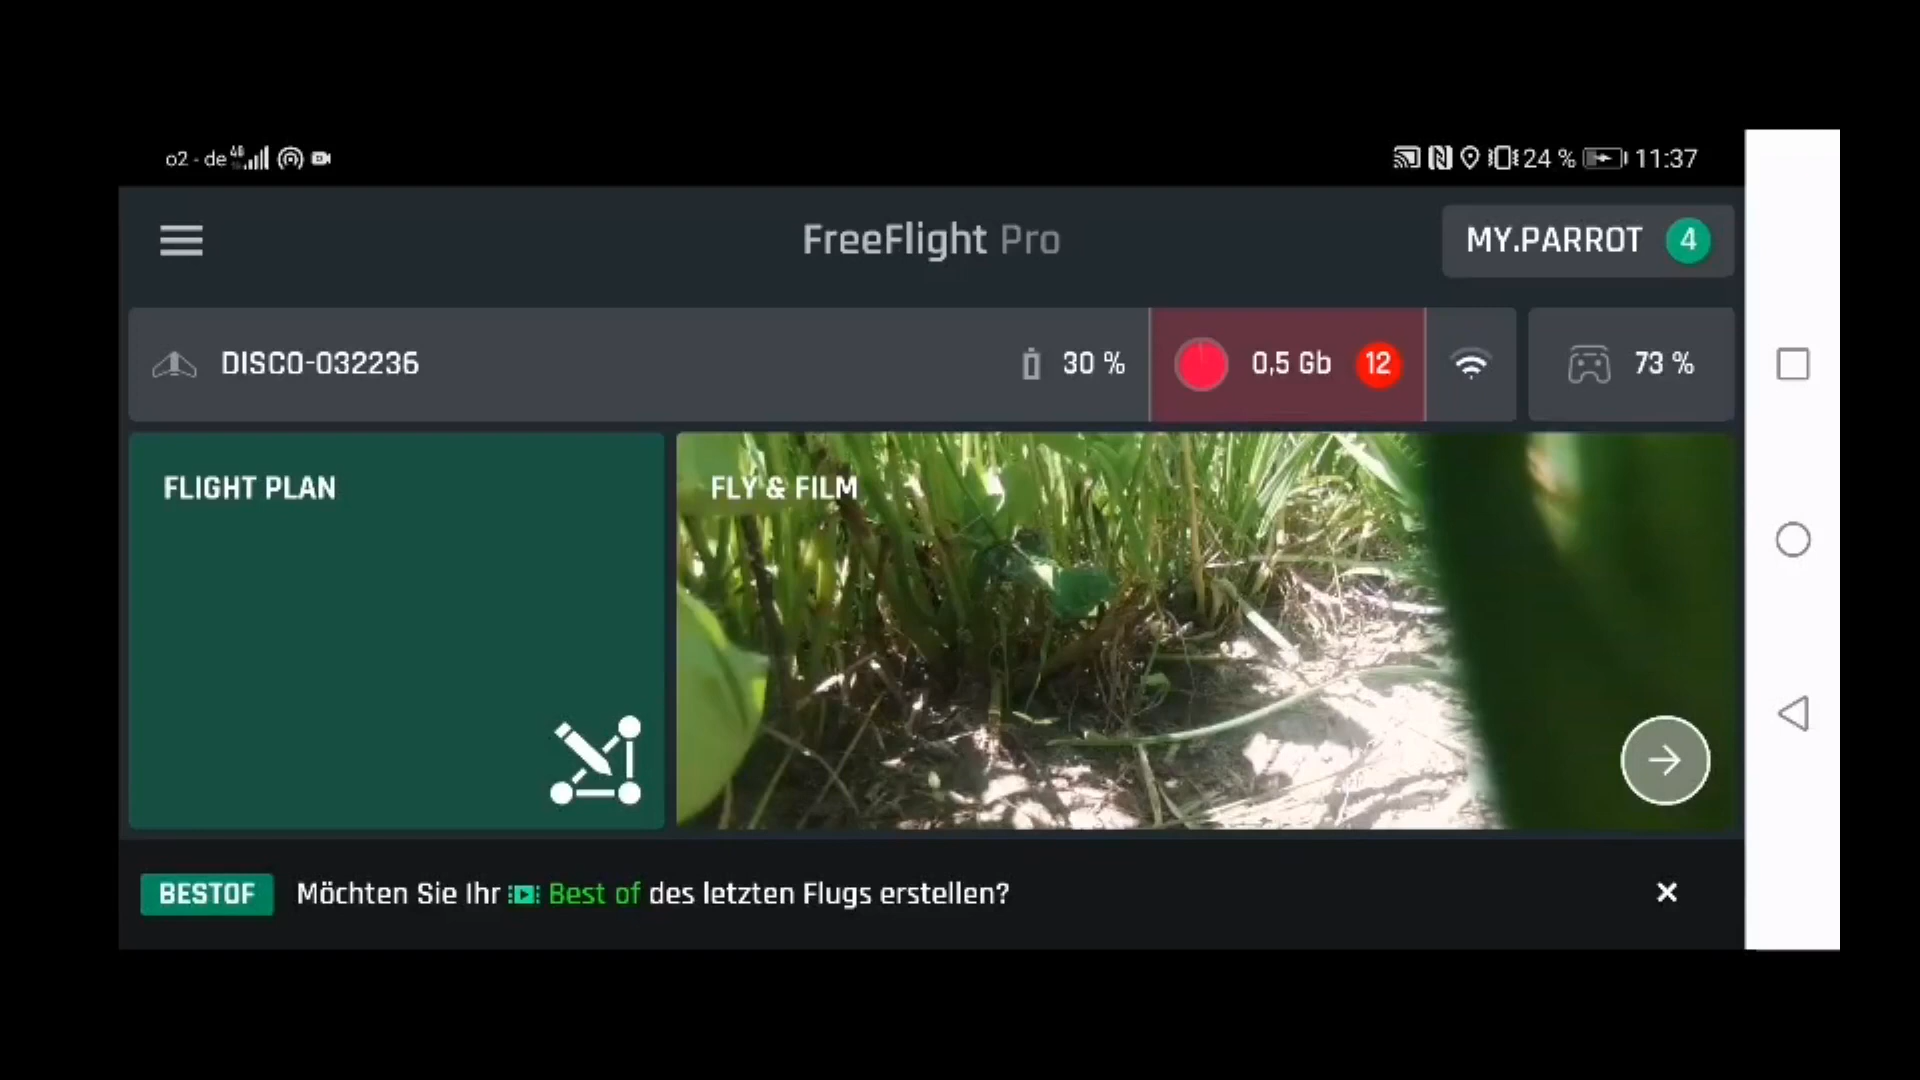 o2 - de 24 % 11:37
FreeFlight Pro
MY.PARROT 4
DISCO-032236 30 % 0,5 Gb 12 73 %
FLIGHT PLAN
FLY & FILM
BESTOF Möchten Sie Ihr Best of des letzten Flugs erstellen?